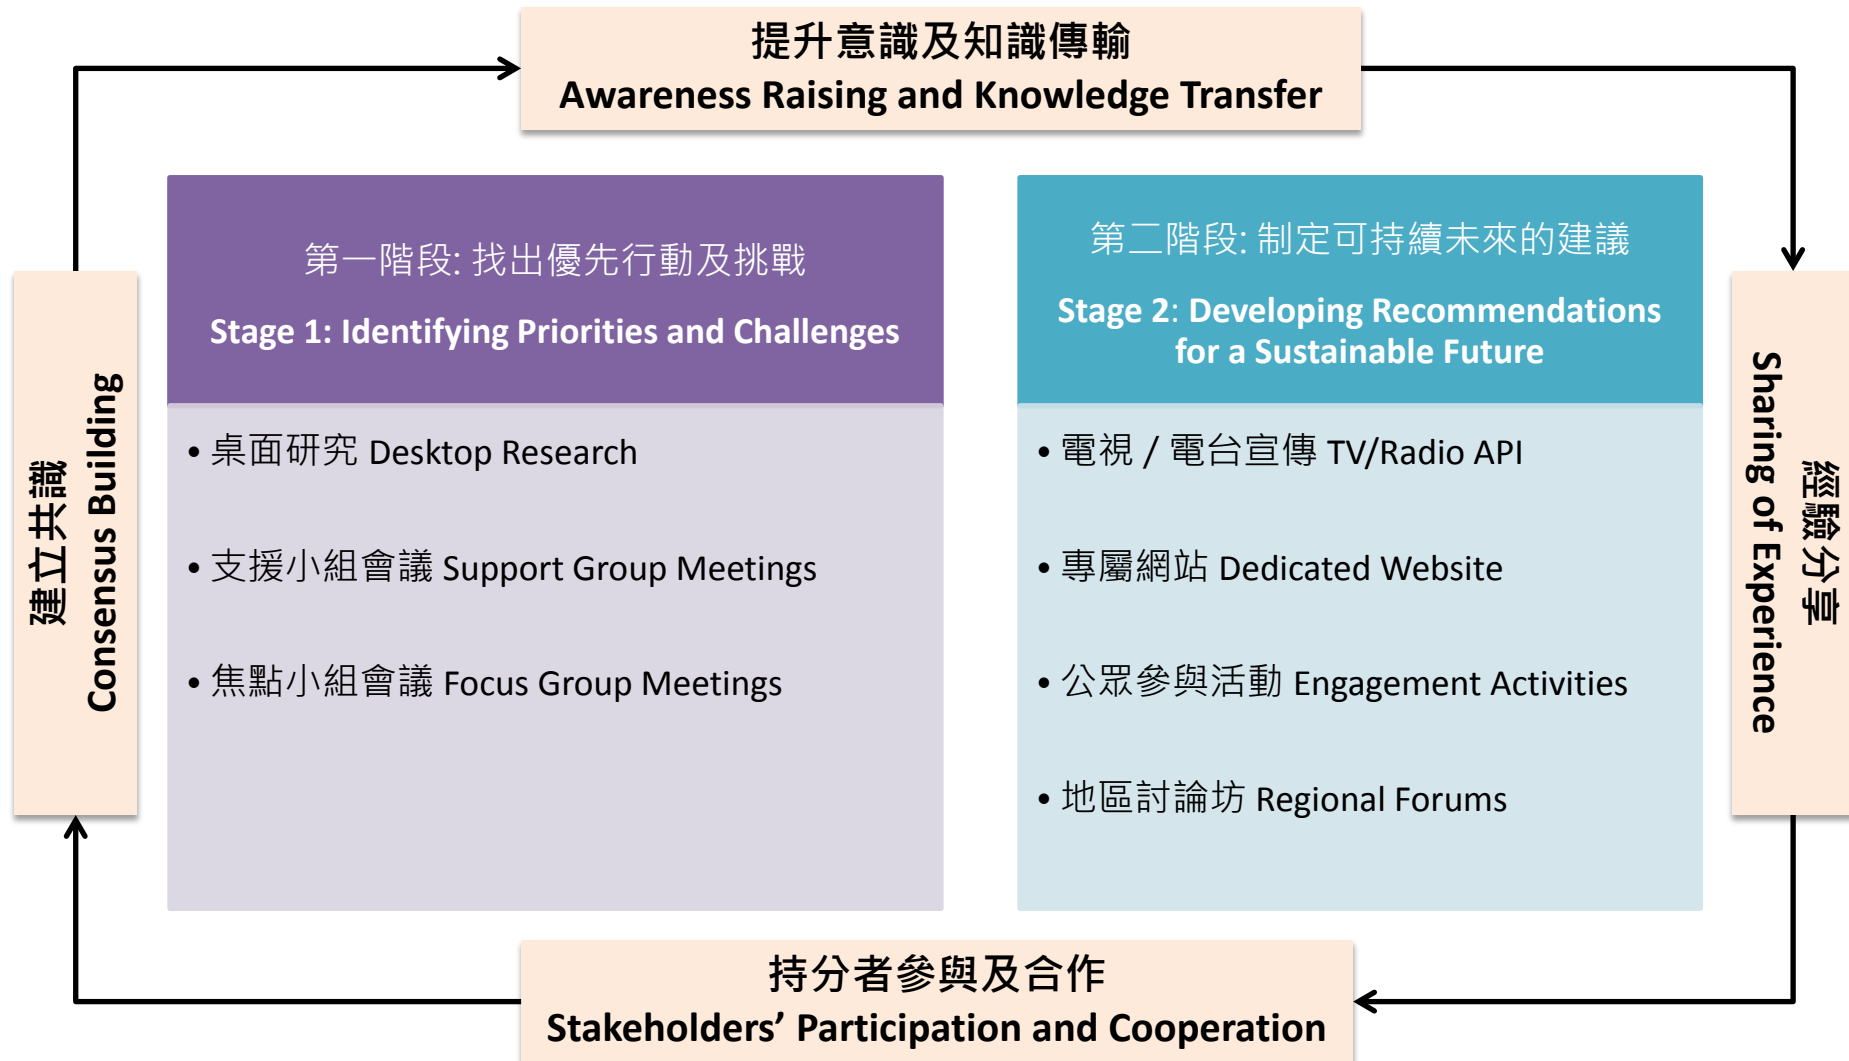 提升意識及知識傳輸
Awareness Raising and Knowledge Transfer
建立共識
Consensus Building
第一階段: 找出優先行動及挑戰
Stage 1: Identifying Priorities and Challenges
• 桌面研究 Desktop Research
• 支援小組會議 Support Group Meetings
• 焦點小組會議 Focus Group Meetings
第二階段: 制定可持續未來的建議
Stage 2: Developing Recommendations
for a Sustainable Future
• 電視 / 電台宣傳 TV/Radio API
• 專屬網站 Dedicated Website
• 公眾參與活動 Engagement Activities
• 地區討論坊 Regional Forums
經驗分享
Sharing of Experience
持分者參與及合作
Stakeholders’ Participation and Cooperation